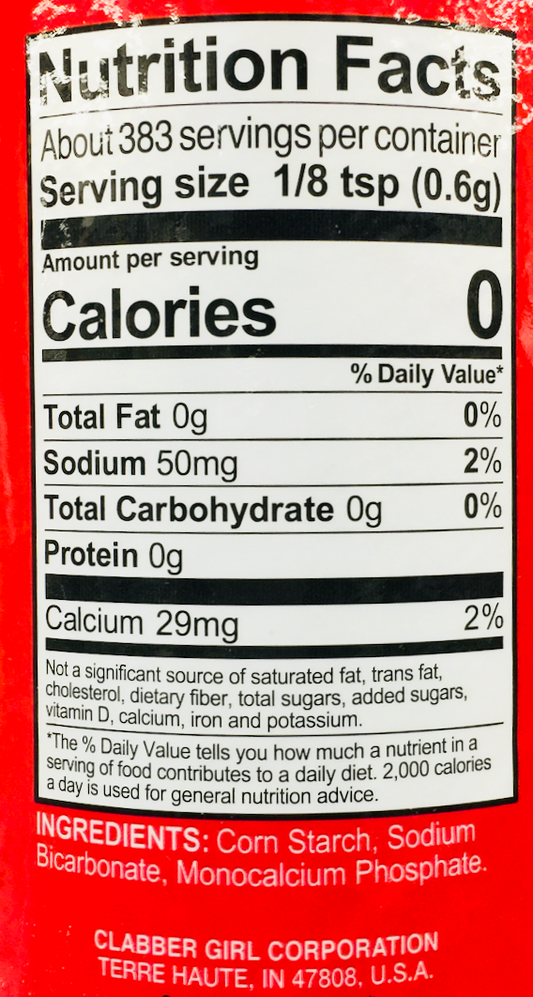 Nutrition Facts
About 383 servings per container
Serving size 1/8 tsp (0.6g)
Amount per serving
Calories 0
% Daily Value*
Total Fat 0g 0%
Sodium 50mg 2%
Total Carbohydrate 0g 0%
Protein 0g
Calcium 29mg 2%
Not a significant source of saturated fat, trans fat,
cholesterol, dietary fiber, total sugars, added sugars,
vitamin D, calcium, iron and potassium.
*The % Daily Value tells you how much a nutrient in a
serving of food contributes to a daily diet. 2,000 calories
a day is used for general nutrition advice.
INGREDIENTS: Corn Starch, Sodium
Bicarbonate, Monocalcium Phosphate.
CLABBER GIRL CORPORATION
TERRE HAUTE, IN 47808, U.S.A.